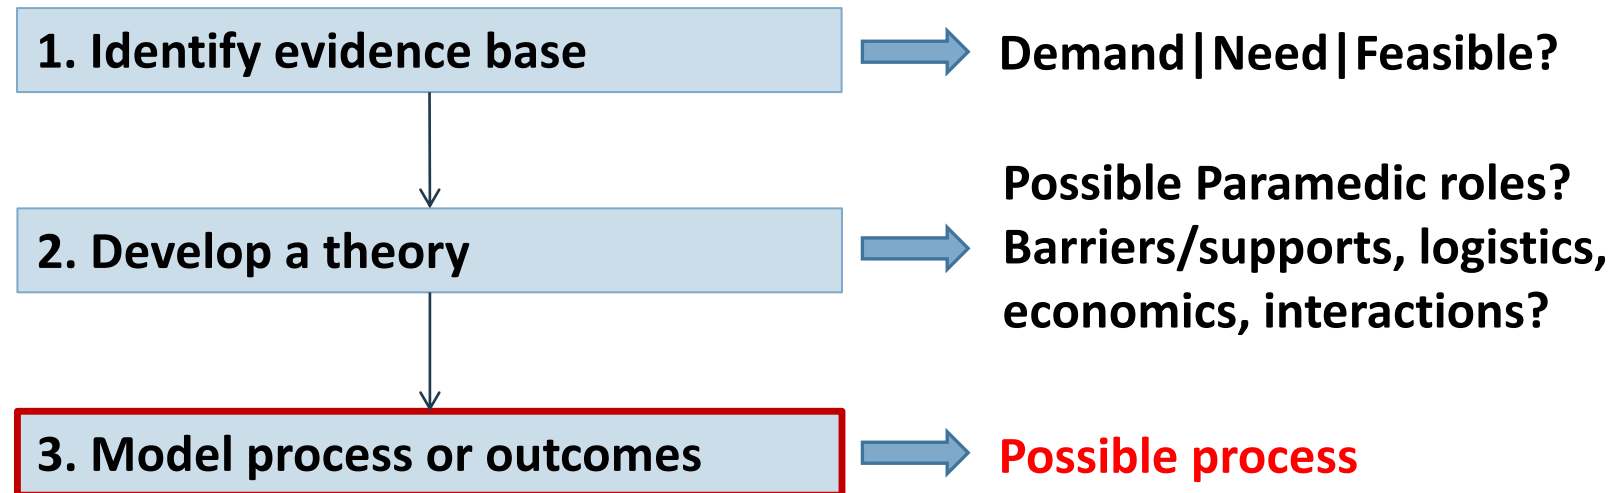 1. Identify evidence base
Demand|Need|Feasible?
2. Develop a theory
Possible Paramedic roles?
Barriers/supports, logistics,
economics, interactions?
3. Model process or outcomes
Possible process